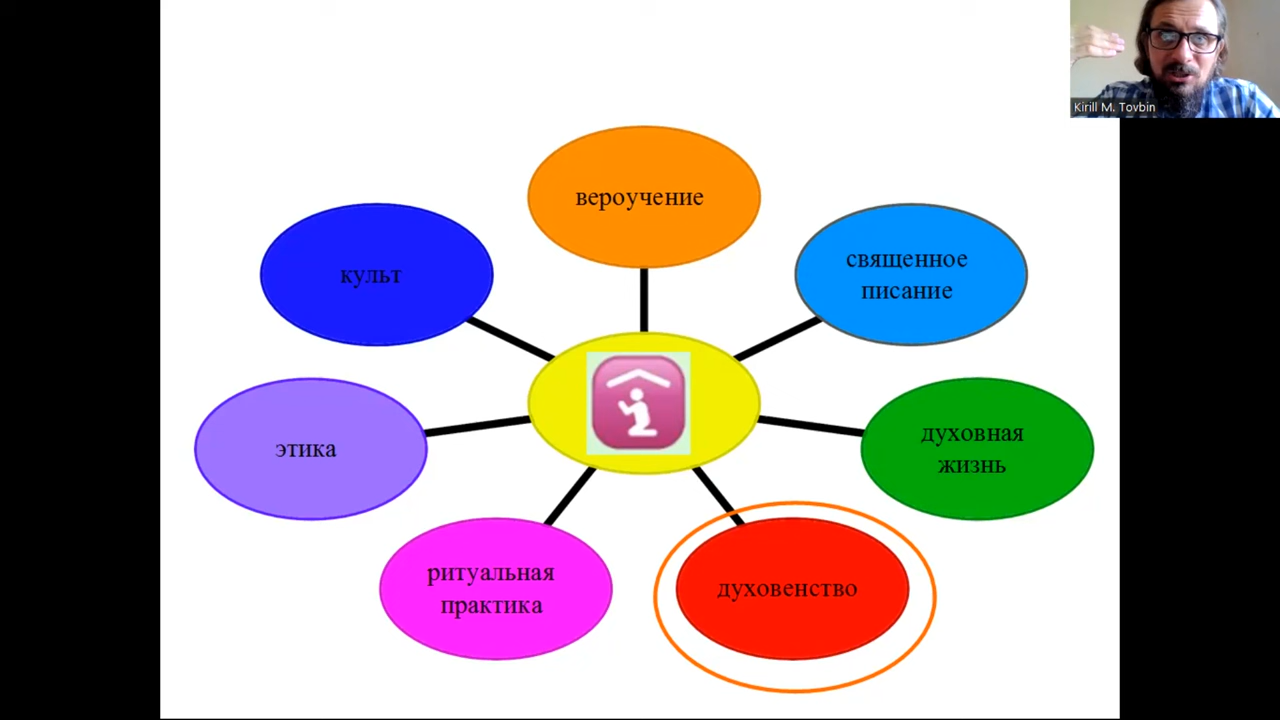 Kirill M. Tovbin
вероучение
культ
священное
писание
этика
духовная
жизнь
ритуальная
практика
духовенство